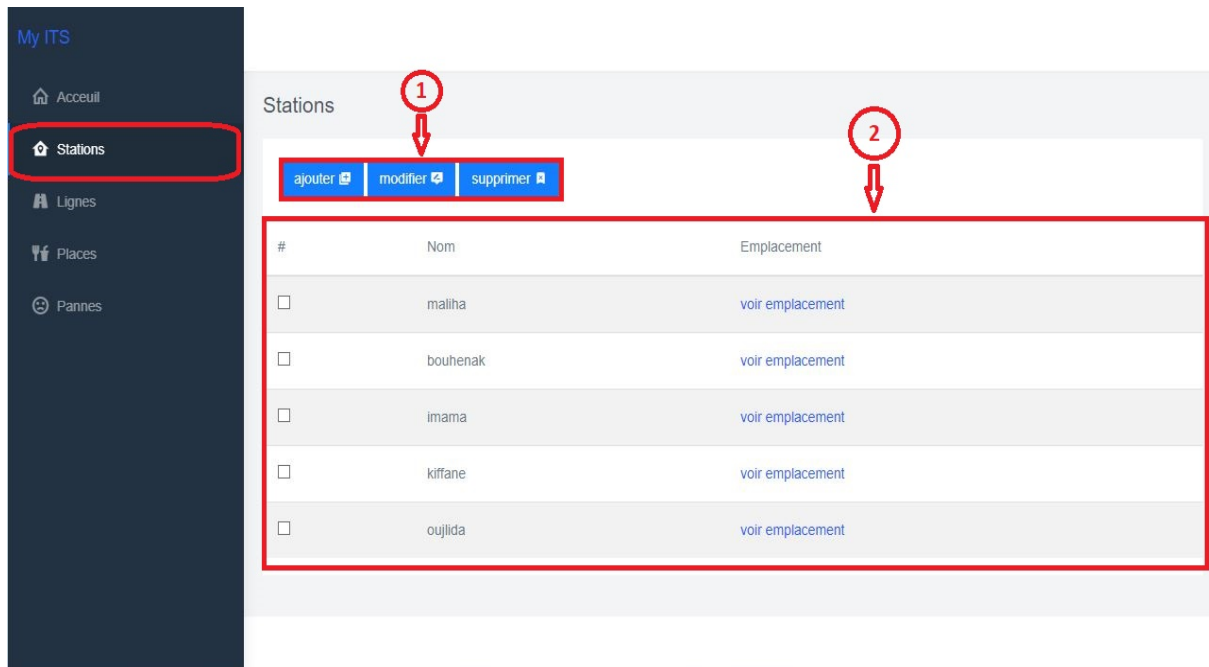 My ITS
Acceuil
Stations
Lignes
Places
Pannes
Stations
1
2
ajouter modifier supprimer
# Nom Emplacement
maliha voir emplacement
bouhenak voir emplacement
imama voir emplacement
kiffane voir emplacement
oujlida voir emplacement